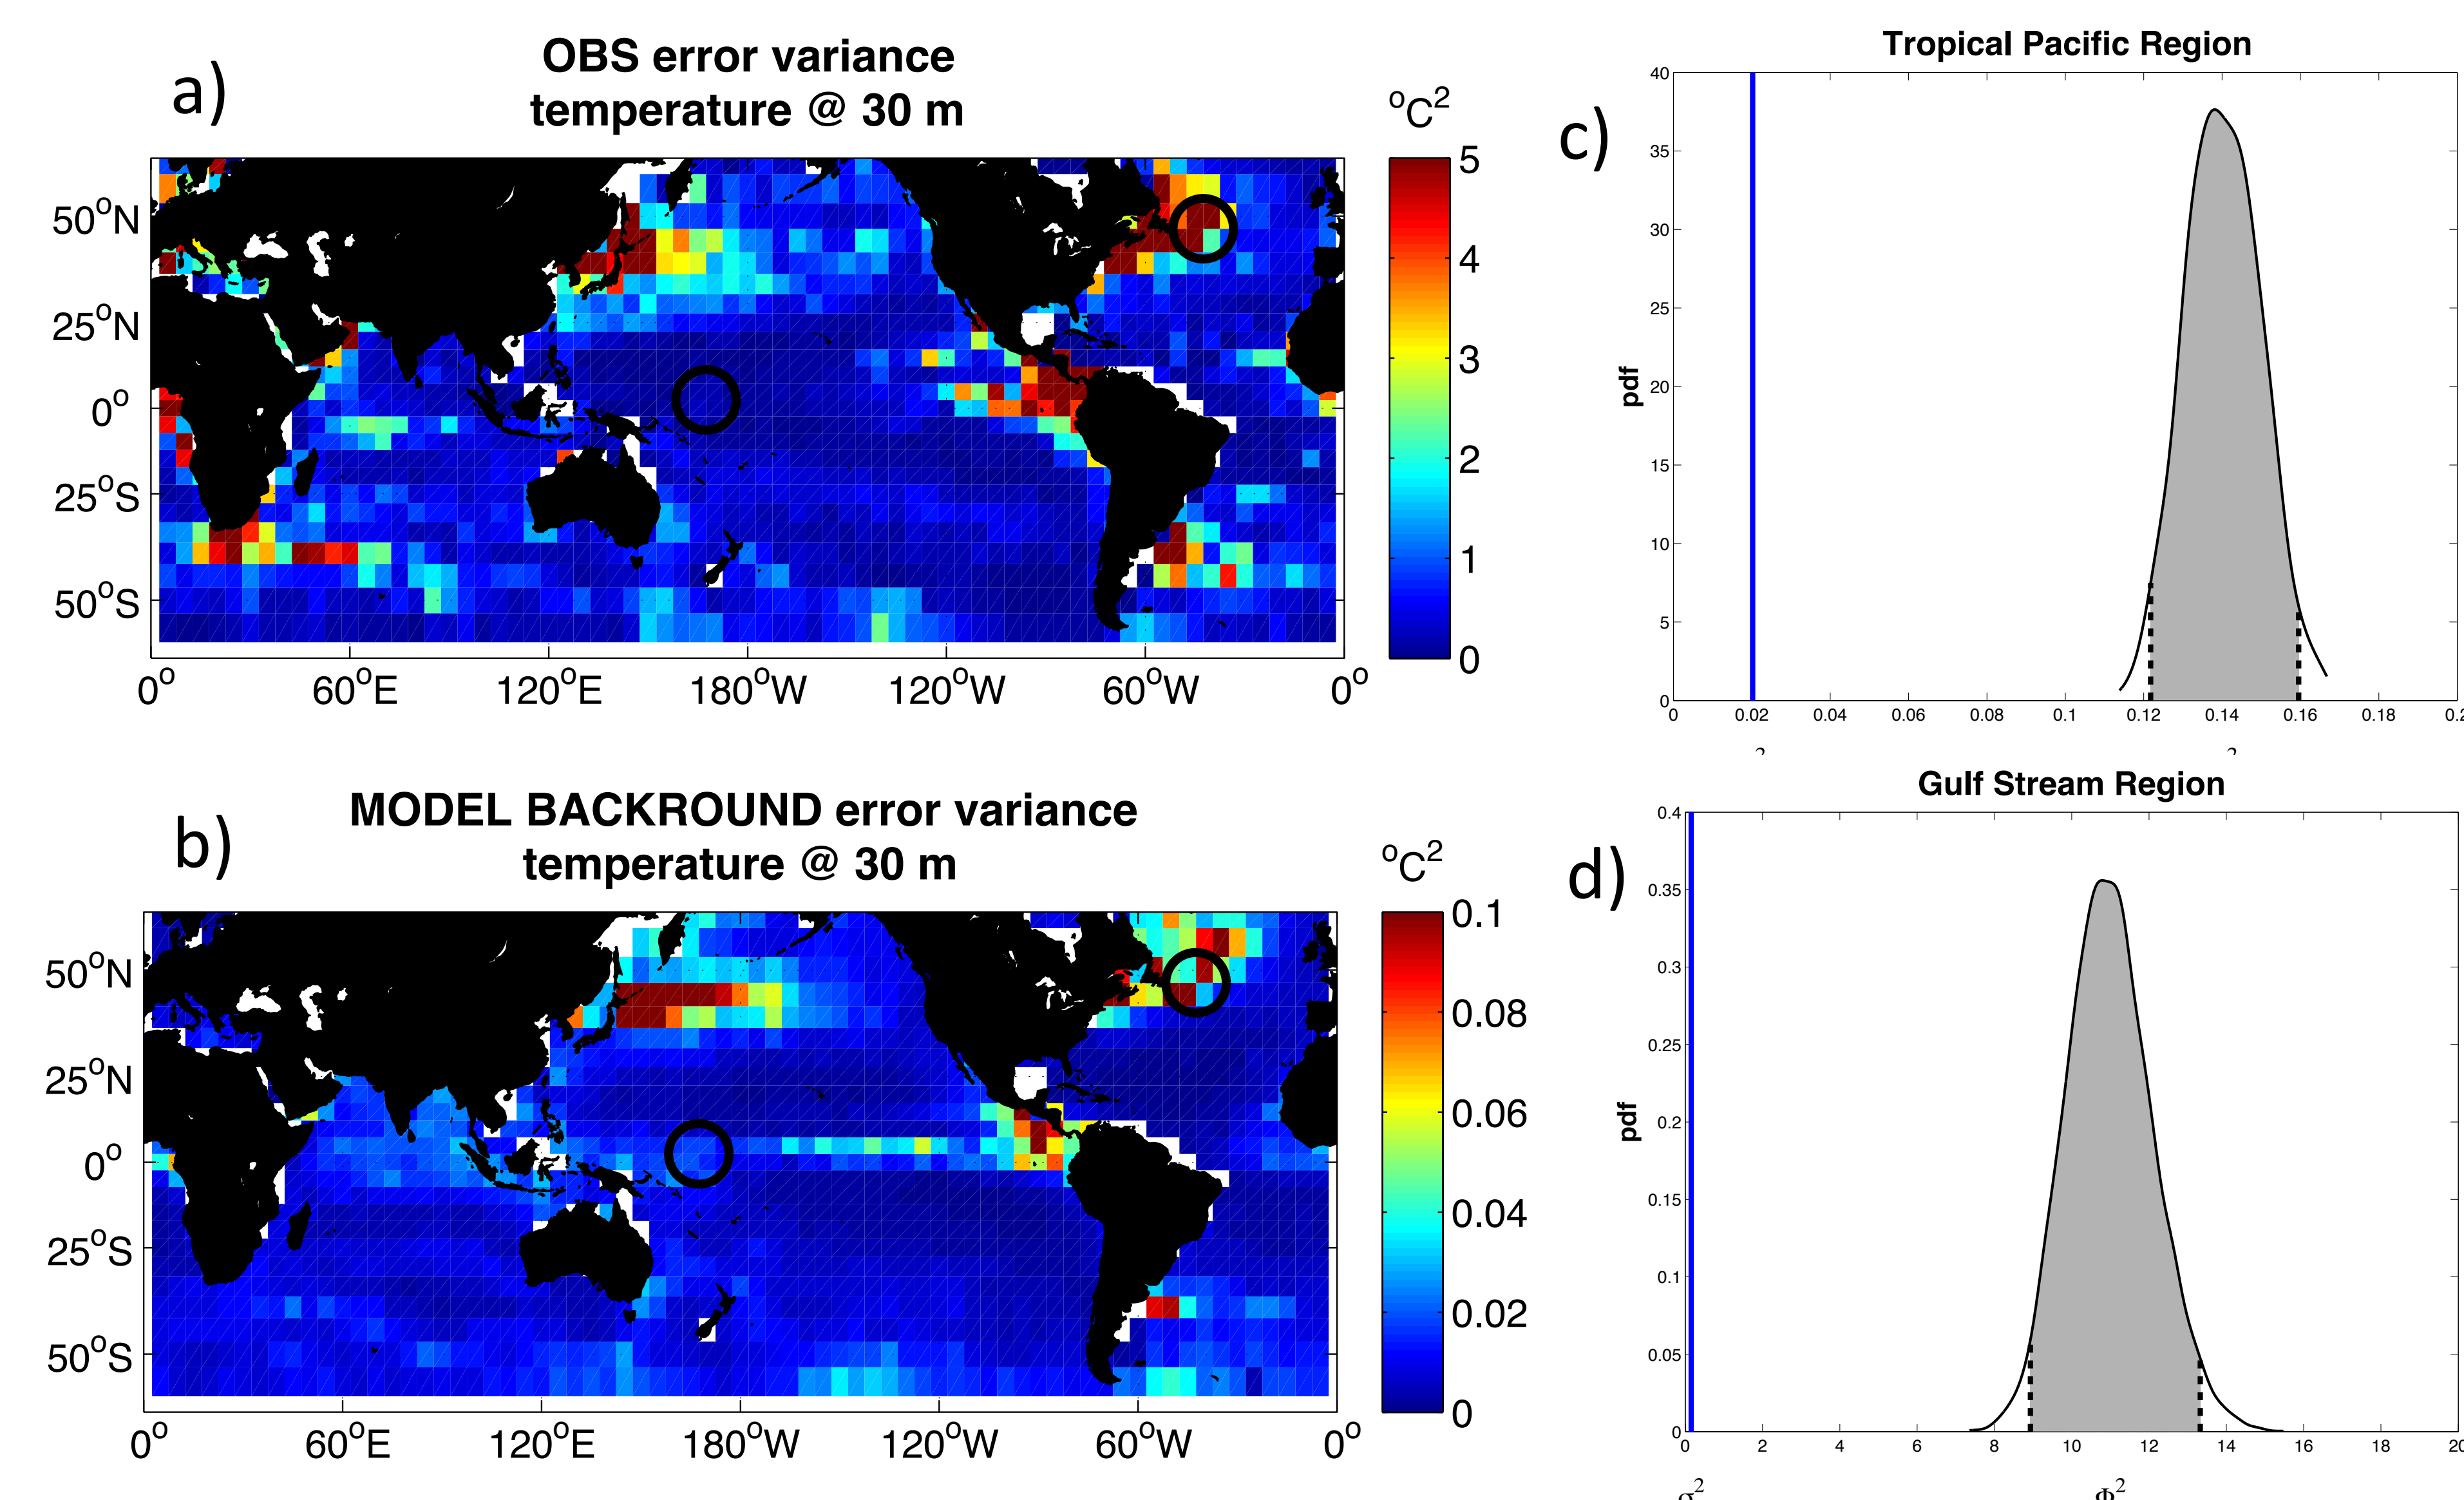 a)
OBS error variance
temperature @ 30 m
°C²
5
4
3
2
1
0
50°N
25°N
0°
25°S
50°S
0° 60°E 120°E 180°W 120°W 60°W 0°
c)
Tropical Pacific Region
pdf
40
35
30
25
20
15
10
5
0
0 0.02 0.04 0.06 0.08 0.1 0.12 0.14 0.16 0.18
2 2
b)
MODEL BACKROUND error variance
temperature @ 30 m
°C²
0.1
0.08
0.06
0.04
0.02
0
50°N
25°N
0°
25°S
50°S
0° 60°E 120°E 180°W 120°W 60°W 0°
d)
Gulf Stream Region
pdf
0.4
0.35
0.3
0.25
0.2
0.15
0.1
0.05
0
0 2 4 6 8 10 12 14 16 18 20
σ² Φ²